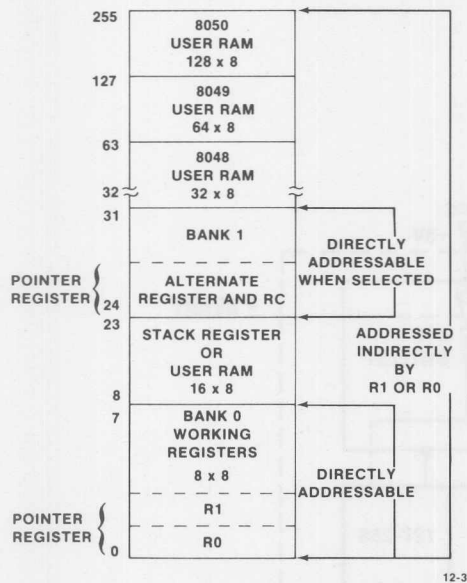 255
8050
USER RAM
128 x 8
127
8049
USER RAM
64 x 8
63
8048
USER RAM
32 x 8
32
31
BANK 1
DIRECTLY
ADDRESSABLE
WHEN SELECTED
POINTER
REGISTER
ALTERNATE
REGISTER AND RC
24
23
STACK REGISTER
OR
USER RAM
16 x 8
ADDRESSED
INDIRECTLY
BY
R1 OR R0
8
7
BANK 0
WORKING
REGISTERS
8 x 8
DIRECTLY
ADDRESSABLE
POINTER
REGISTER
R1
R0
0
12-3